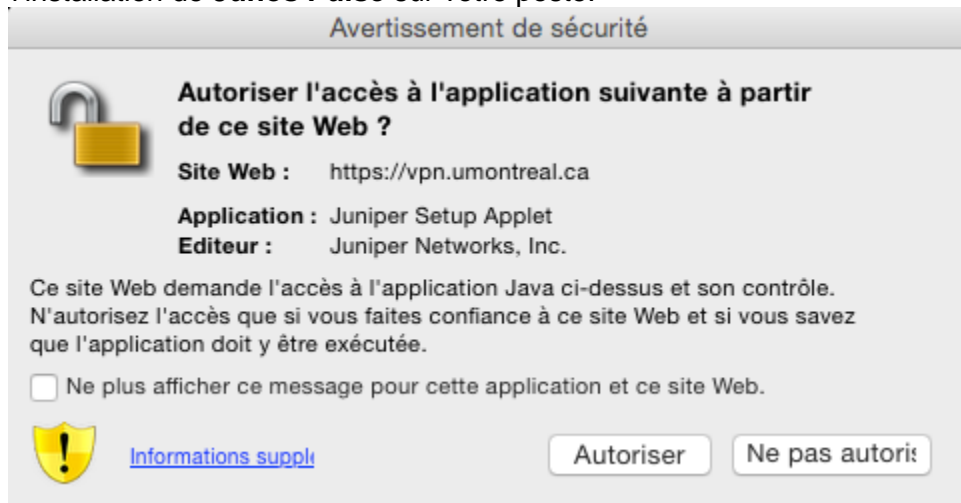 Avertissement de sécurité
Autoriser l'accès à l'application suivante à partir
de ce site Web ?
Site Web : https://vpn.umontreal.ca
Application : Juniper Setup Applet
Editeur : Juniper Networks, Inc.
Ce site Web demande l'accès à l'application Java ci-dessus et son contrôle.
N'autorisez l'accès que si vous faites confiance à ce site Web et si vous savez
que l'application doit y être exécutée.
Ne plus afficher ce message pour cette application et ce site Web.
Informations supplé
Autoriser
Ne pas autoris